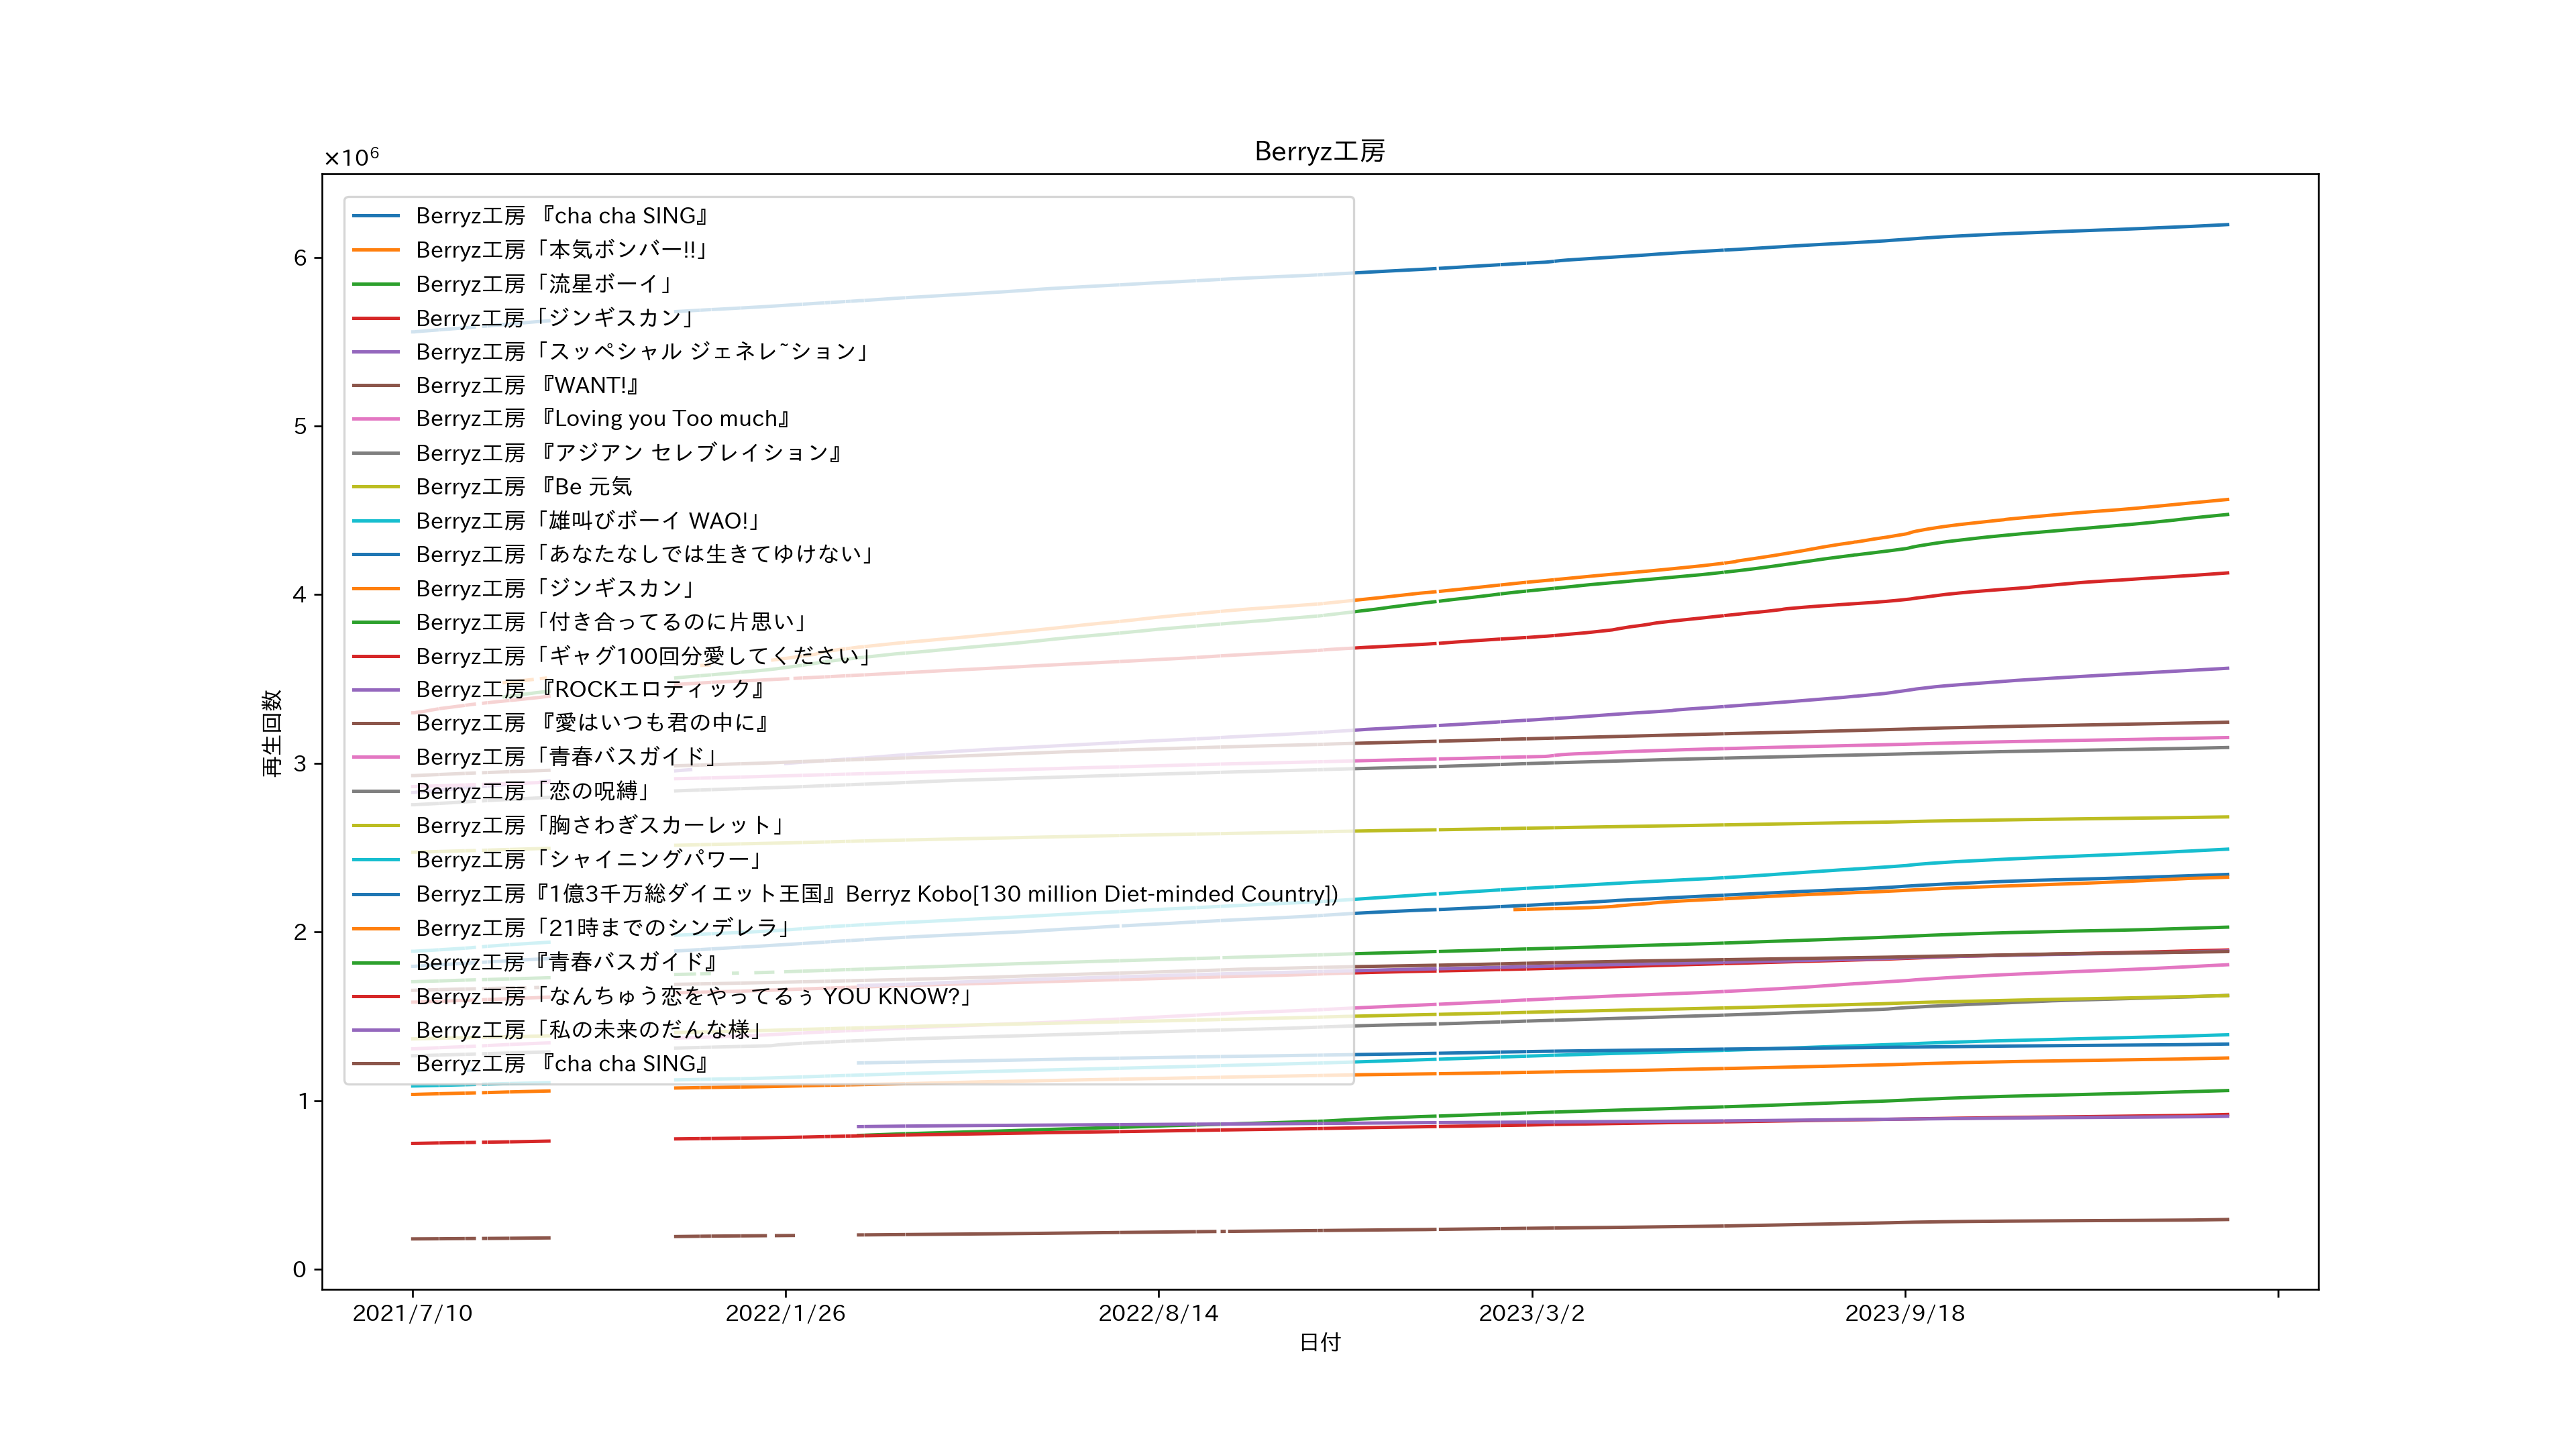 Berryz工房
×10⁶
Berryz工房 『cha cha SING』
Berryz工房「本気ボンバー!!」
Berryz工房「流星ボーイ」
Berryz工房「ジンギスカン」
Berryz工房「スッペシャル ジェネレ~ション」
Berryz工房 『WANT!』
Berryz工房 『Loving you Too much』
Berryz工房 『アジアン セレブレイション』
Berryz工房 『Be 元気
Berryz工房「雄叫びボーイ WAO!」
Berryz工房「あなたなしでは生きてゆけない」
Berryz工房「ジンギスカン」
Berryz工房「付き合ってるのに片思い」
Berryz工房「ギャグ100回分愛してください」
Berryz工房 『ROCKエロティック』
Berryz工房 『愛はいつも君の中に』
Berryz工房「青春バスガイド」
Berryz工房「恋の呪縛」
Berryz工房「胸さわぎスカーレット」
Berryz工房「シャイニングパワー」
Berryz工房『1億3千万総ダイエット王国』Berryz Kobo[130 million Diet-minded Country])
Berryz工房「21時までのシンデレラ」
Berryz工房『青春バスガイド』
Berryz工房「なんちゅう恋をやってるぅ YOU KNOW?」
Berryz工房「私の未来のだんな様」
Berryz工房 『cha cha SING』
6
5
4
3
2
1
0
再生回数
2021/7/10
2022/1/26
2022/8/14
2023/3/2
2023/9/18
日付